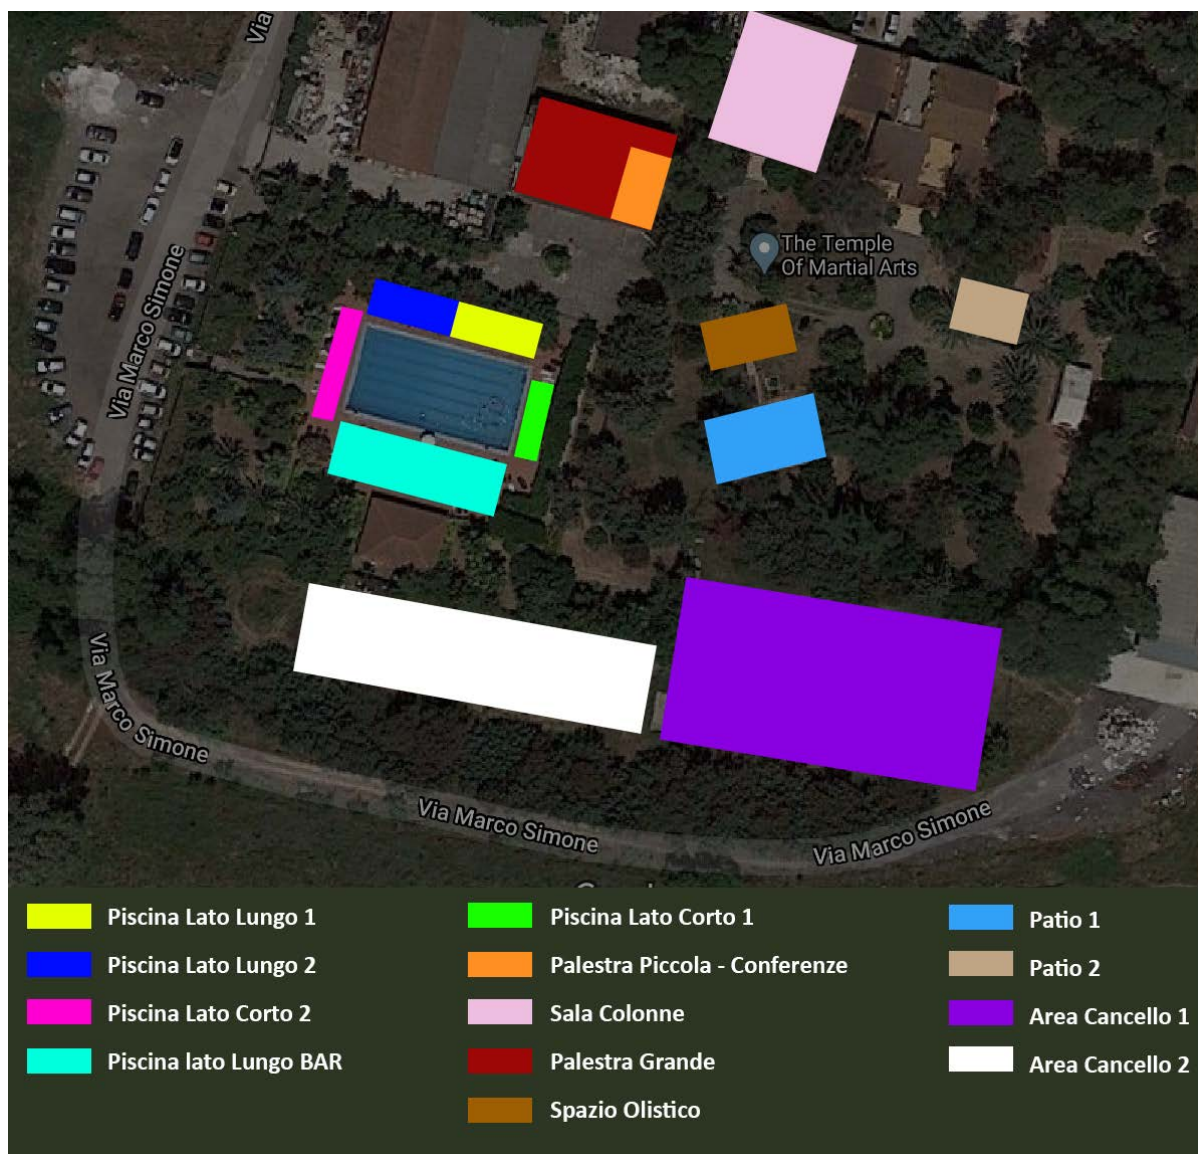 Via
Via Marco Simone
The Temple
Of Martial Arts
Via Marco Simone
Via Marco Simone
Via Marco Simone
Piscina Lato Lungo 1
Piscina Lato Lungo 2
Piscina Lato Corto 2
Piscina lato Lungo BAR
Piscina Lato Corto 1
Palestra Piccola - Conferenze
Sala Colonne
Palestra Grande
Spazio Olistico
Patio 1
Patio 2
Area Cancello 1
Area Cancello 2